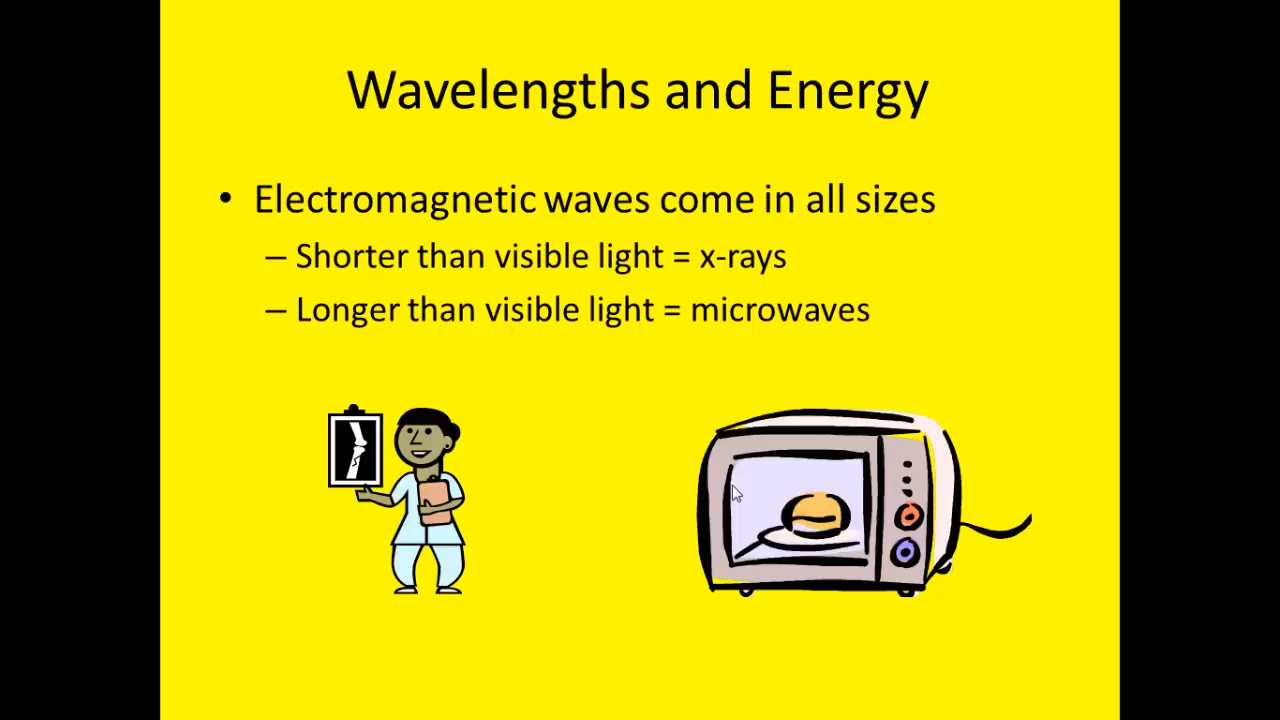 Wavelengths and Energy
• Electromagnetic waves come in all sizes
– Shorter than visible light = x-rays
– Longer than visible light = microwaves